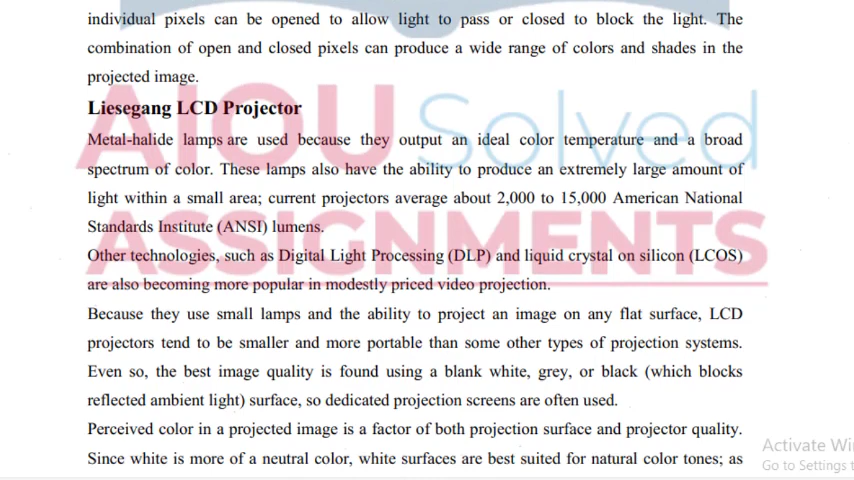 individual pixels can be opened to allow light to pass or closed to block the light. The
combination of open and closed pixels can produce a wide range of colors and shades in the
projected image.
Liesegang LCD Projector
Metal-halide lamps are used because they output an ideal color temperature and a broad
spectrum of color. These lamps also have the ability to produce an extremely large amount of
light within a small area; current projectors average about 2,000 to 15,000 American National
Standards Institute (ANSI) lumens.
Other technologies, such as Digital Light Processing (DLP) and liquid crystal on silicon (LCOS)
are also becoming more popular in modestly priced video projection.
Because they use small lamps and the ability to project an image on any flat surface, LCD
projectors tend to be smaller and more portable than some other types of projection systems.
Even so, the best image quality is found using a blank white, grey, or black (which blocks
reflected ambient light) surface, so dedicated projection screens are often used.
Perceived color in a projected image is a factor of both projection surface and projector quality.
Since white is more of a neutral color, white surfaces are best suited for natural color tones; as
AIOU Solved
ASSIGNMENTS
Activate
Go to Settings